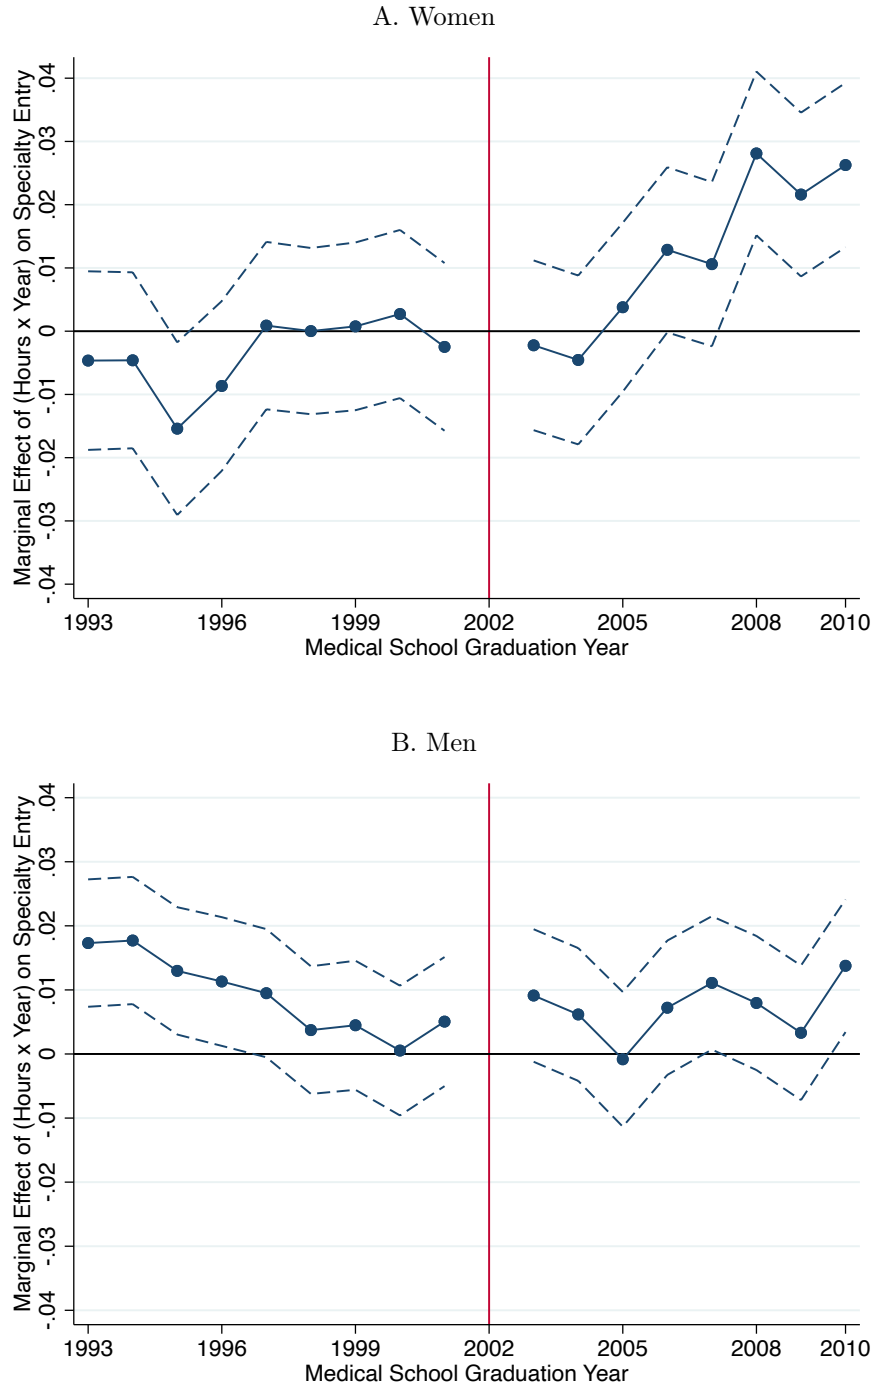 A. Women
Marginal Effect of (Hours x Year) on Specialty Entry
.04
.03
.02
.01
0
-.01
-.02
-.03
-.04
1993 1996 1999 2002 2005 2008 2010
Medical School Graduation Year
B. Men
Marginal Effect of (Hours x Year) on Specialty Entry
.04
.03
.02
.01
0
-.01
-.02
-.03
-.04
1993 1996 1999 2002 2005 2008 2010
Medical School Graduation Year